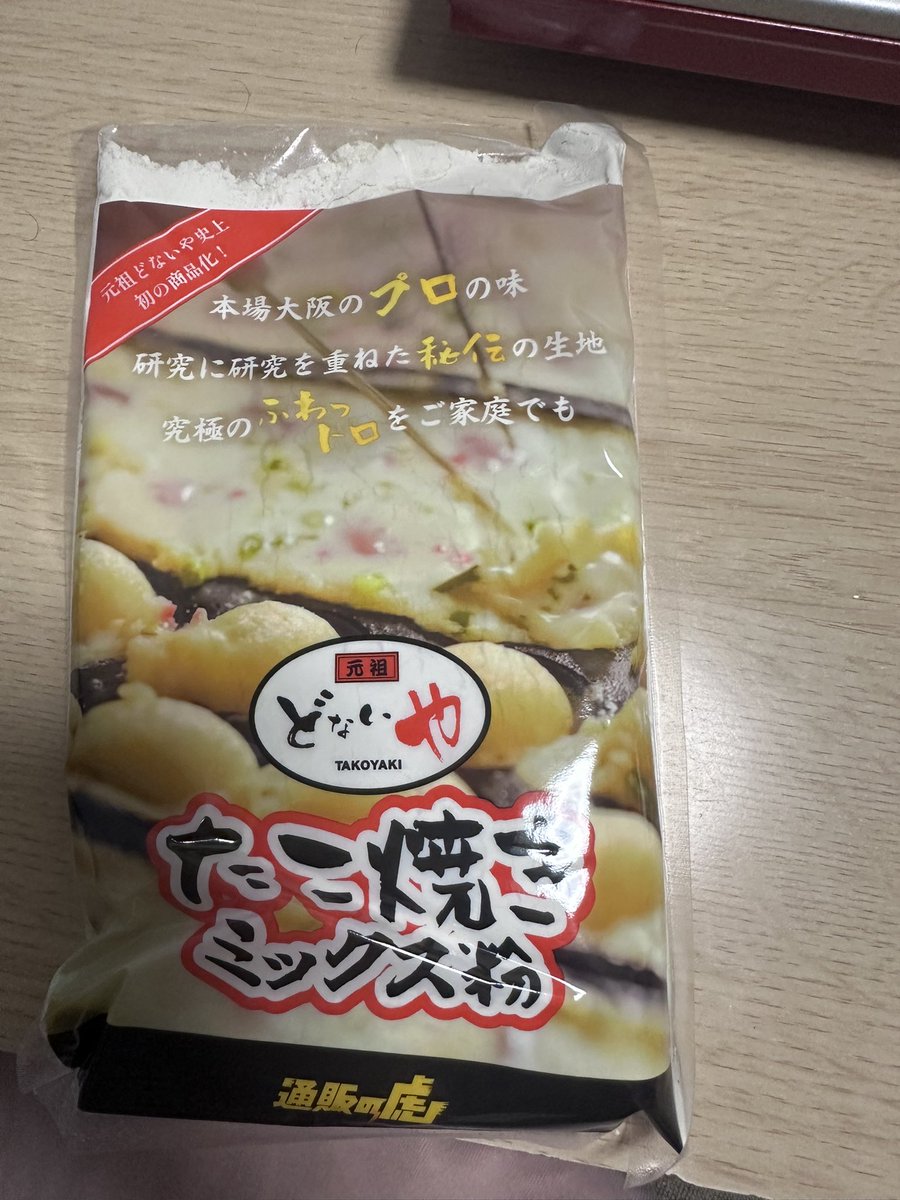 元祖どないや史上
初の商品化！
本場大阪のプロの味
研究に研究を重ねた秘伝の生地
究極のふわっトロをご家庭でも
元祖
どないや
TAKOYAKI
たこ焼き
ミックス粉
通販の虎